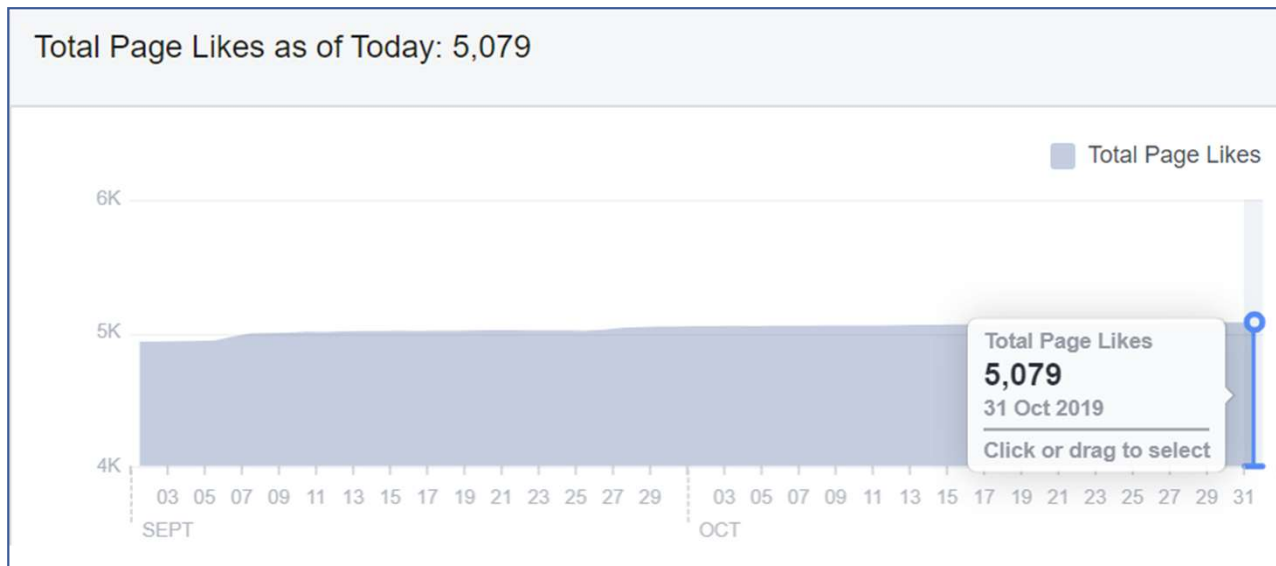 Total Page Likes as of Today: 5,079
Total Page Likes
6K
5K
4K
Total Page Likes
5,079
31 Oct 2019
Click or drag to select
03 05 07 09 11 13 15 17 19 21 23 25 27 29 03 05 07 09 11 13 15 17 19 21 23 25 27 29 31
SEPT OCT